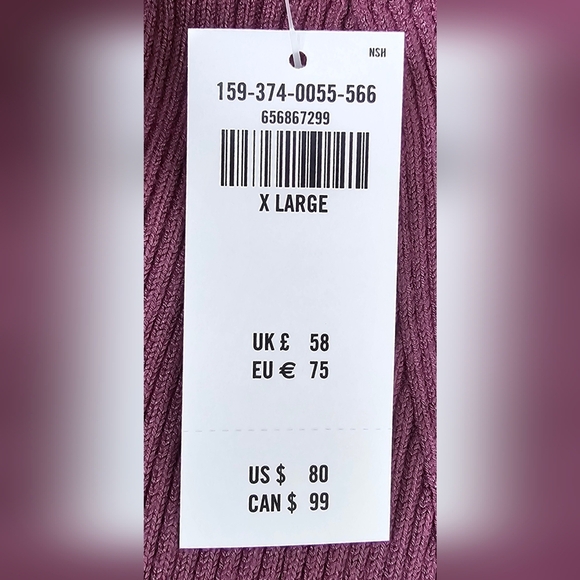 NSH
159-374-0055-566
656867299
X LARGE
UK £ 58
EU € 75
US $ 80
CAN $ 99